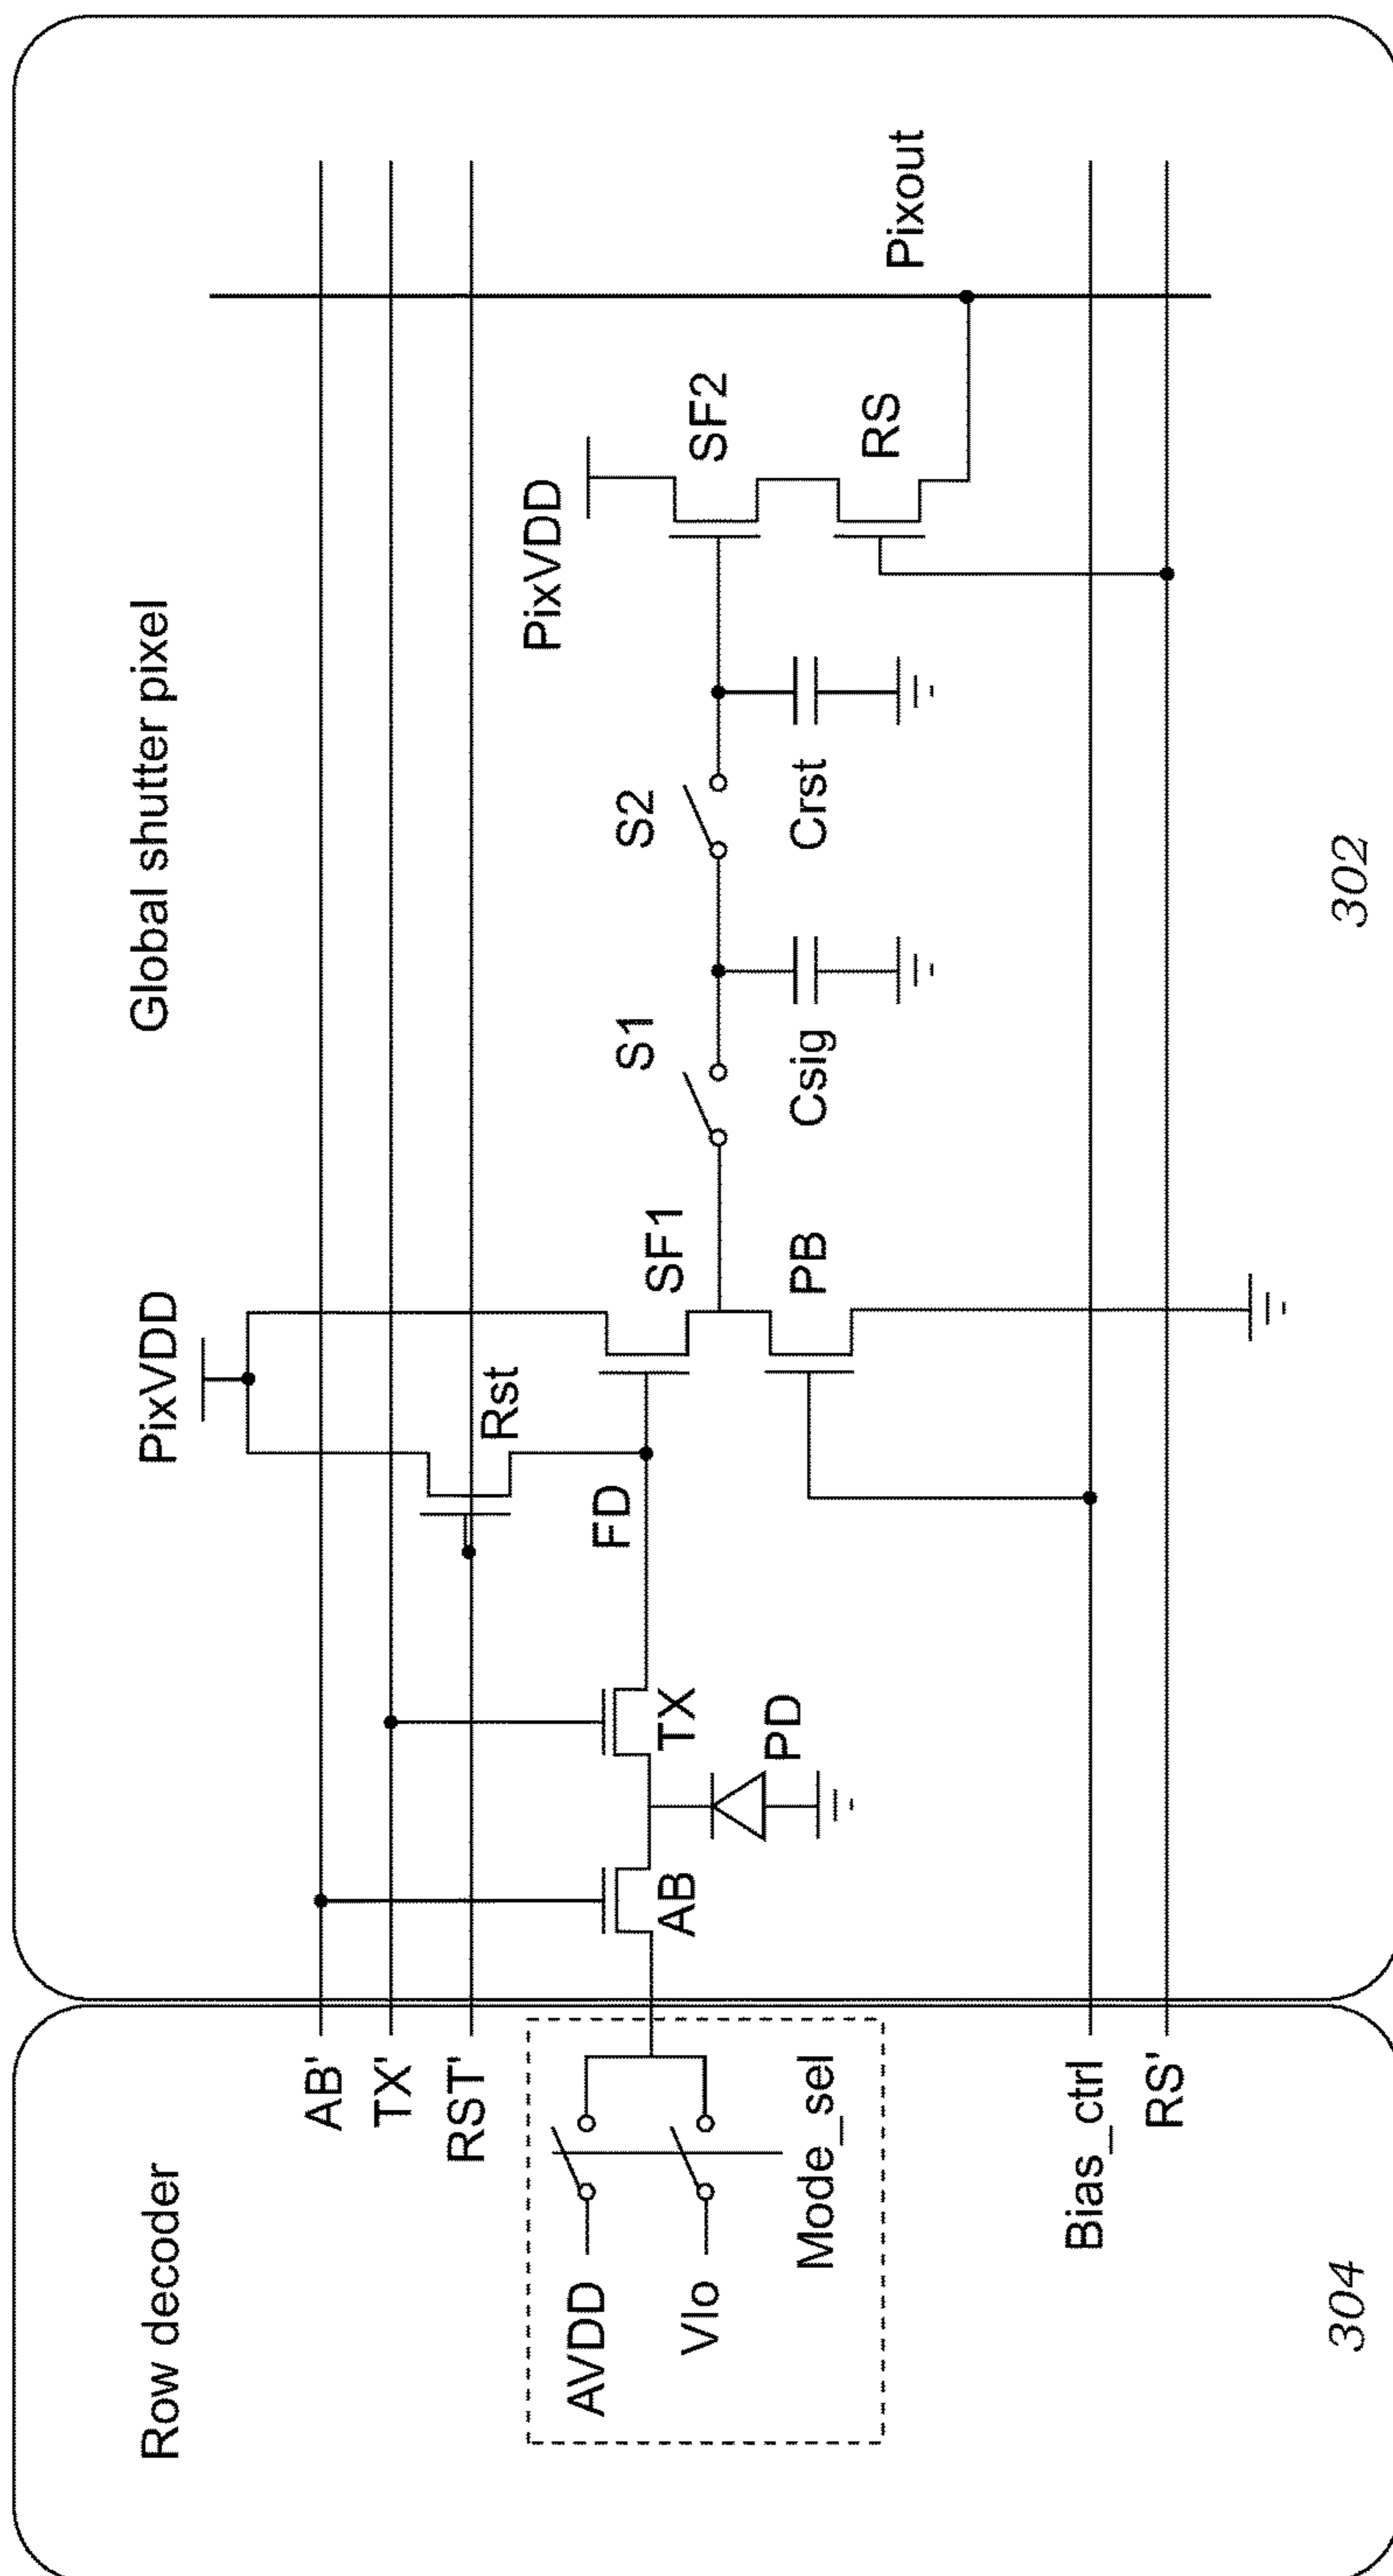 Row decoder
AB'
TX'
RST'
AVDD
Vlo
Mode_sel
Bias_ctrl
RS'
304
Global shutter pixel
PixVDD
Rst
FD
SF1
AB
TX
PD
PB
S1
Csig
S2
Crst
PixVDD
SF2
RS
Pixout
302